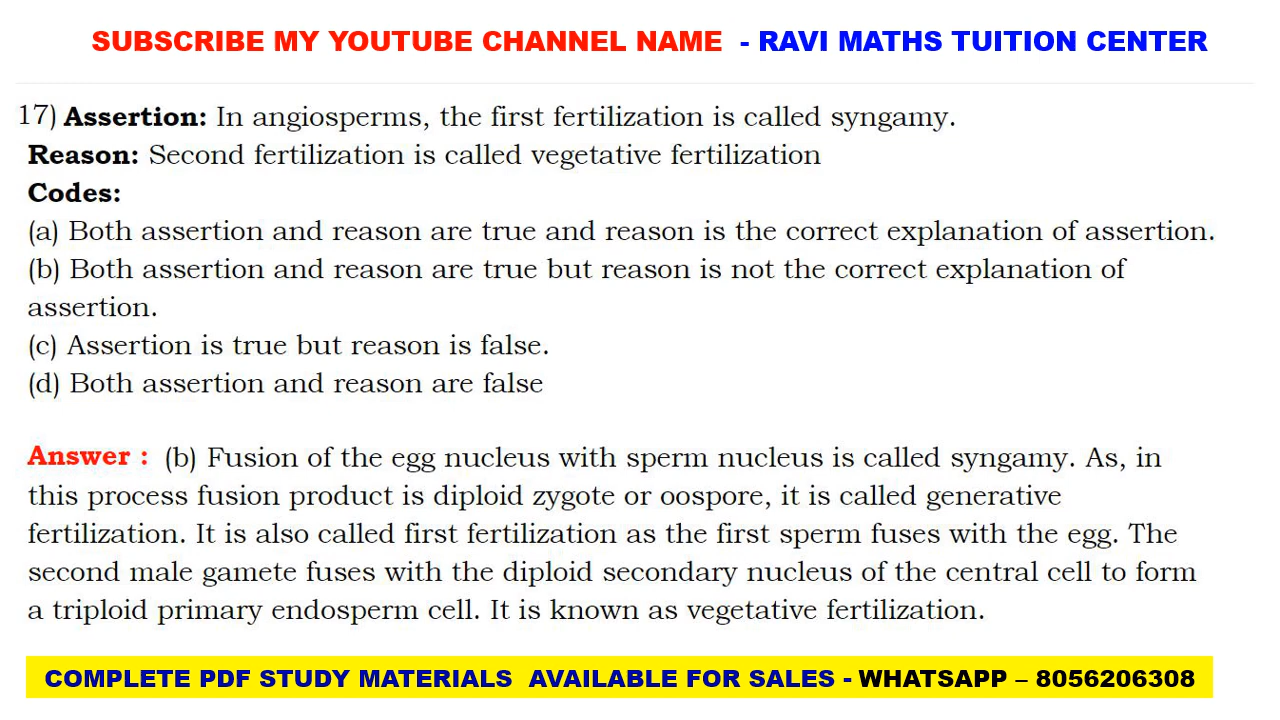 SUBSCRIBE MY YOUTUBE CHANNEL NAME - RAVI MATHS TUITION CENTER
17) Assertion: In angiosperms, the first fertilization is called syngamy.
Reason: Second fertilization is called vegetative fertilization
Codes:
(a) Both assertion and reason are true and reason is the correct explanation of assertion.
(b) Both assertion and reason are true but reason is not the correct explanation of
assertion.
(c) Assertion is true but reason is false.
(d) Both assertion and reason are false
Answer : (b) Fusion of the egg nucleus with sperm nucleus is called syngamy. As, in
this process fusion product is diploid zygote or oospore, it is called generative
fertilization. It is also called first fertilization as the first sperm fuses with the egg. The
second male gamete fuses with the diploid secondary nucleus of the central cell to form
a triploid primary endosperm cell. It is known as vegetative fertilization.
COMPLETE PDF STUDY MATERIALS AVAILABLE FOR SALES - WHATSAPP – 8056206308